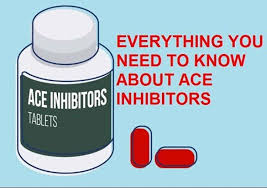 EVERYTHING YOU
NEED TO KNOW
ABOUT ACE
INHIBITORS
ACE INHIBITORS
TABLETS